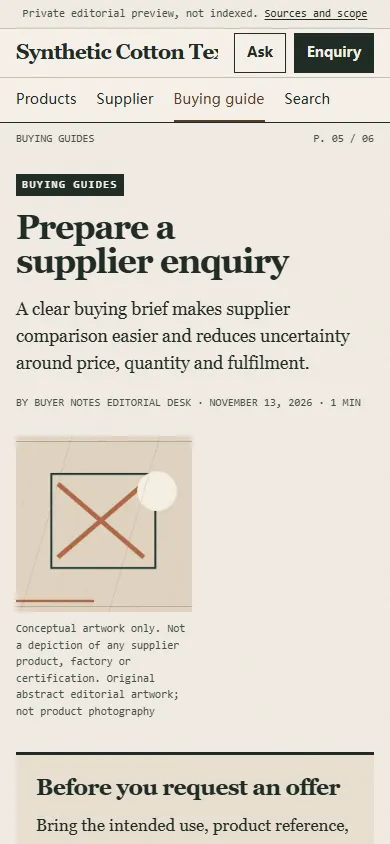 Private editorial preview, not indexed. Sources and scope
Synthetic Cotton Te
Ask
Enquiry
Products Supplier Buying guide Search
BUYING GUIDES P. 05 / 06
BUYING GUIDES
Prepare a
supplier enquiry
A clear buying brief makes supplier
comparison easier and reduces uncertainty
around price, quantity and fulfilment.
BY BUYER NOTES EDITORIAL DESK · NOVEMBER 13, 2026 · 1 MIN
Conceptual artwork only. Not
a depiction of any supplier
product, factory or
certification. Original
abstract editorial artwork;
not product photography
Before you request an offer
Bring the intended use, product reference,